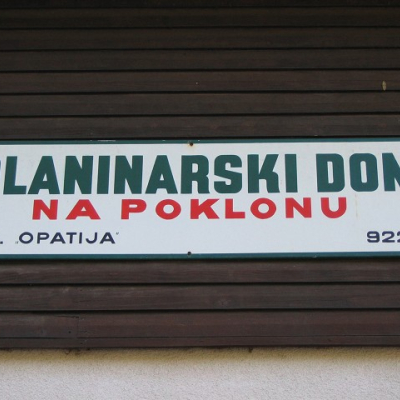 PLANINARSKI DOM
NA POKLONU
. „OPATIJA" 922